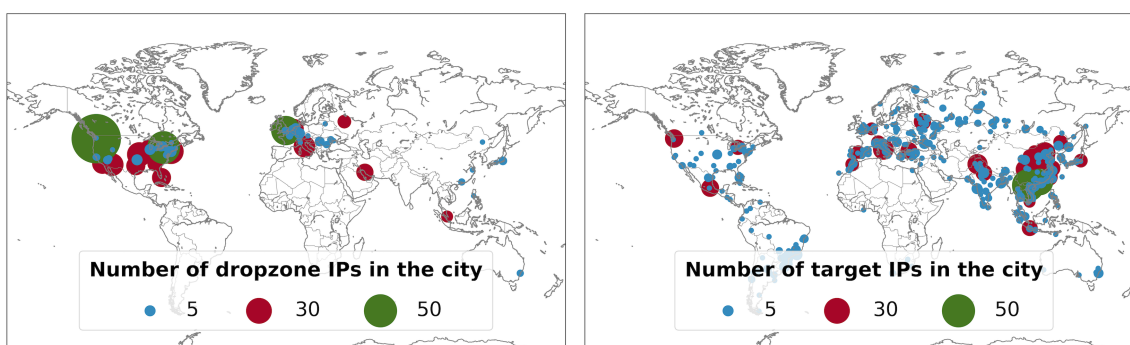 Number of dropzone IPs in the city
5 30 50
Number of target IPs in the city
5 30 50